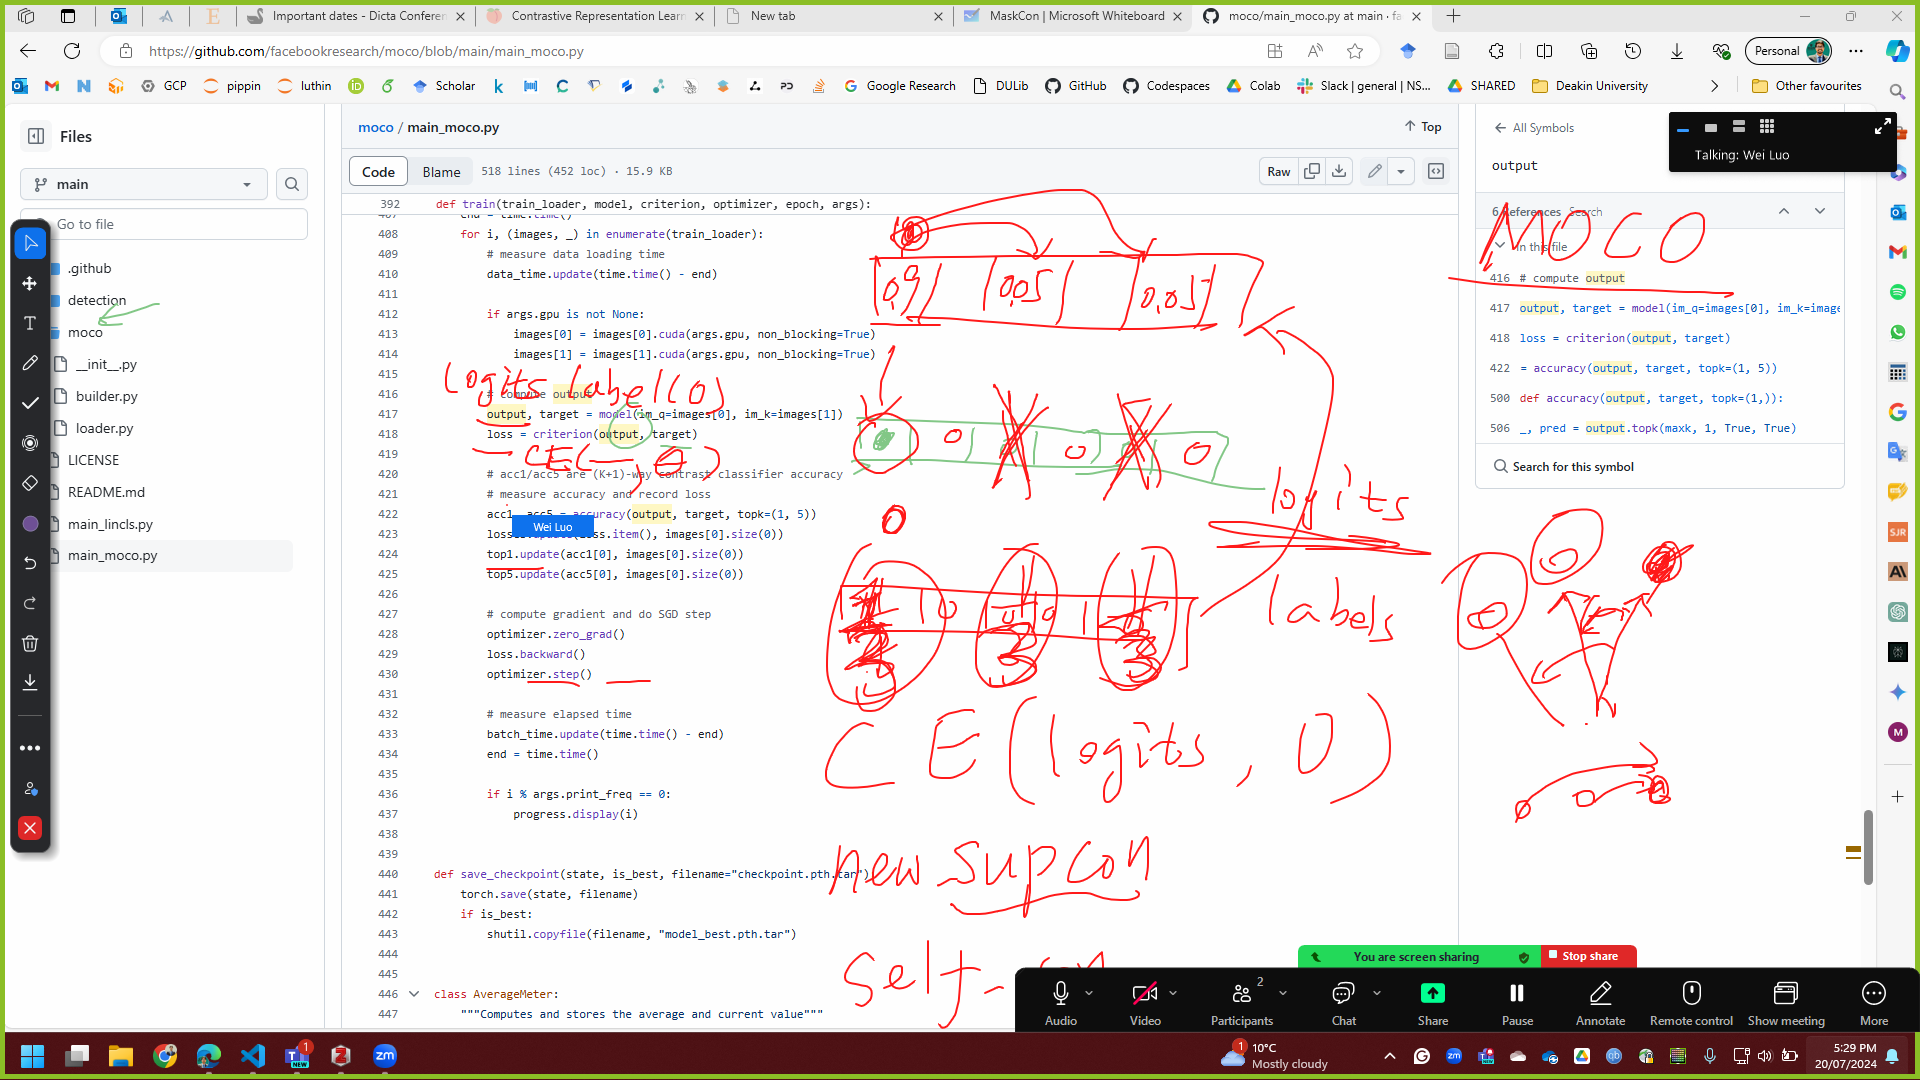 Important dates - Dicta Conferen
Contrastive Representation Learn
New tab
MaskCon | Microsoft Whiteboard
moco/main_moco.py at main · fa
https://github.com/facebookresearch/moco/blob/main/main_moco.py
Personal
GCP
pippin
luthin
Scholar
Google Research
DULib
GitHub
Codespaces
Colab
Slack | general | NS...
SHARED
Deakin University
Other favourites
Files
main
Go to file
.github
detection
moco
__init__.py
builder.py
loader.py
LICENSE
README.md
main_lincls.py
main_moco.py
moco / main_moco.py
Top
Code
Blame
518 lines (452 loc) · 15.9 KB
Raw
392 def train(train_loader, model, criterion, optimizer, epoch, args):
407 end = time.time()
408 for i, (images, _) in enumerate(train_loader):
409 # measure data loading time
410 data_time.update(time.time() - end)
411
412 if args.gpu is not None:
413 images[0] = images[0].cuda(args.gpu, non_blocking=True)
414 images[1] = images[1].cuda(args.gpu, non_blocking=True)
415
416 # compute output
417 output, target = model(im_q=images[0], im_k=images[1])
418 loss = criterion(output, target)
419
420 # acc1/acc5 are (K+1)-way contrast classifier accuracy
421 # measure accuracy and record loss
422 acc1, acc5 = accuracy(output, target, topk=(1, 5))
423 .item(), images[0].size(0))
424 top1.update(acc1[0], images[0].size(0))
425 top5.update(acc5[0], images[0].size(0))
426
427 # compute gradient and do SGD step
428 optimizer.zero_grad()
429 loss.backward()
430 optimizer.step()
431
432 # measure elapsed time
433 batch_time.update(time.time() - end)
434 end = time.time()
435
436 if i % args.print_freq == 0:
437 progress.display(i)
438
439
440 def save_checkpoint(state, is_best, filename="checkpoint.pth.tar")
441 torch.save(state, filename)
442 if is_best:
443 shutil.copyfile(filename, "model_best.pth.tar")
444
445
446 class AverageMeter:
447 """Computes and stores the average and current value"""
Wei Luo
logits label(0)
CE(
0,9 0,05 0,05
0 0 0
0
logits
labels
CE(logits, 0)
new SupCon
Self-
MOCO
All Symbols
output
6 References Search
In this file
416 # compute output
417 output, target = model(im_q=images[0], im_k=image
418 loss = criterion(output, target)
422 = accuracy(output, target, topk=(1, 5))
500 def accuracy(output, target, topk=(1,)):
506 _, pred = output.topk(maxk, 1, True, True)
Search for this symbol
Talking: Wei Luo
You are screen sharing
Stop share
Audio
Video
2
Participants
Chat
Share
Pause
Annotate
Remote control
Show meeting
More
10°C
Mostly cloudy
5:29 PM
20/07/2024